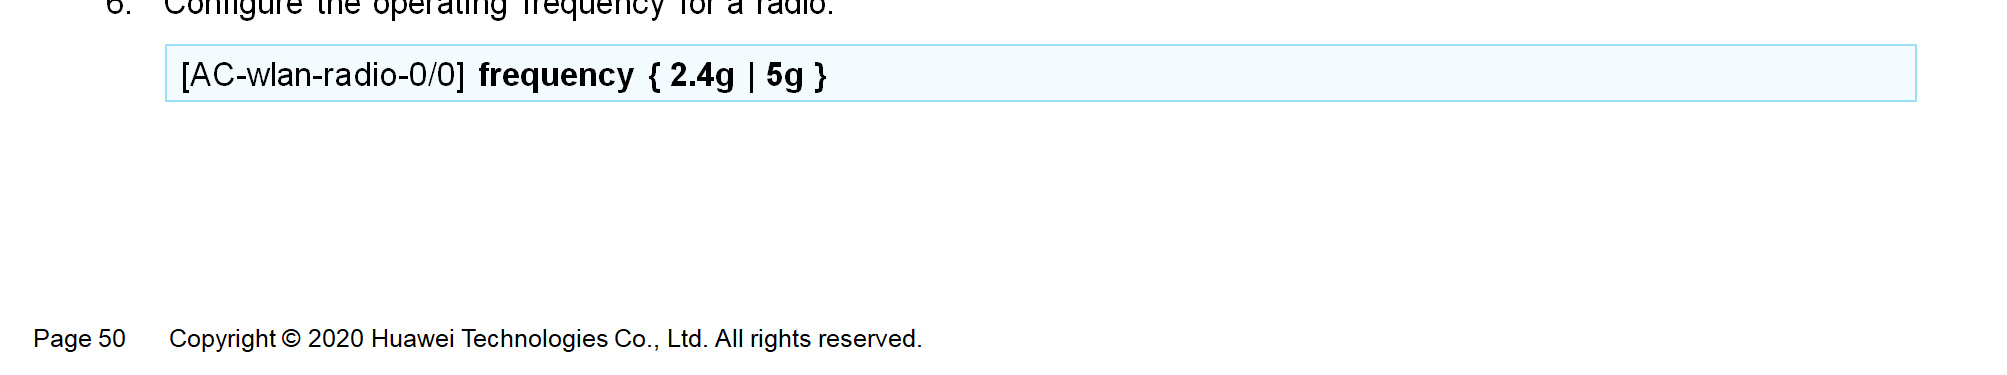 6. Configure the operating frequency for a radio.
[AC-wlan-radio-0/0] frequency { 2.4g | 5g }
Page 50 Copyright © 2020 Huawei Technologies Co., Ltd. All rights reserved.